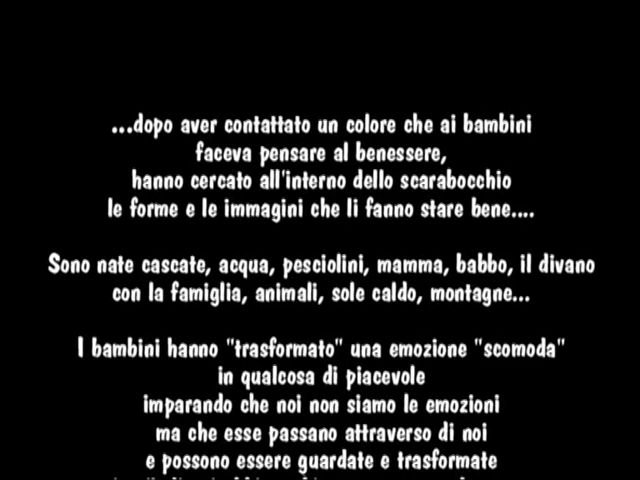 ...dopo aver contattato un colore che ai bambini
faceva pensare al benessere,
hanno cercato all'interno dello scarabocchio
le forme e le immagini che li fanno stare bene....
Sono nate cascate, acqua, pesciolini, mamma, babbo, il divano
con la famiglia, animali, sole caldo, montagne...
I bambini hanno "trasformato" una emozione "scomoda"
in qualcosa di piacevole
imparando che noi non siamo le emozioni
ma che esse passano attraverso di noi
e possono essere guardate e trasformate